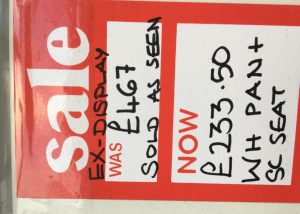 sale
EX-DISPLAY
WAS £467
SOLD AS SEEN
NOW
£233.50
WH PAN +
SC SEAT